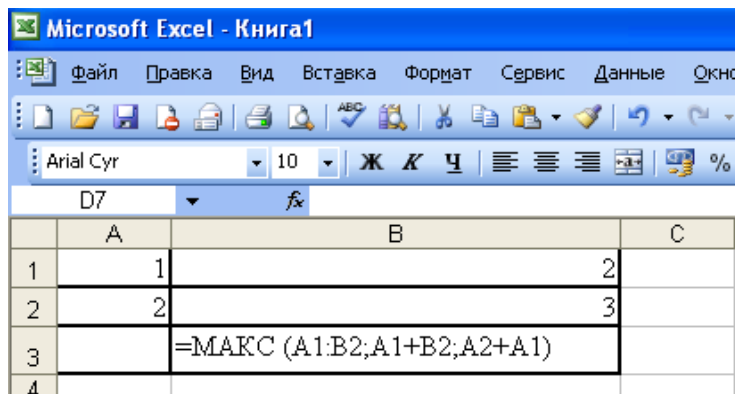 Microsoft Excel - Книга1
Файл Правка Вид Вставка Формат Сервис Данные Окно
ABC
Arial Cyr 10 Ж К Ч %
D7 fx
A B C
1 1 2
2 2 3
3 =МАКС (A1:B2;A1+B2;A2+A1)
4